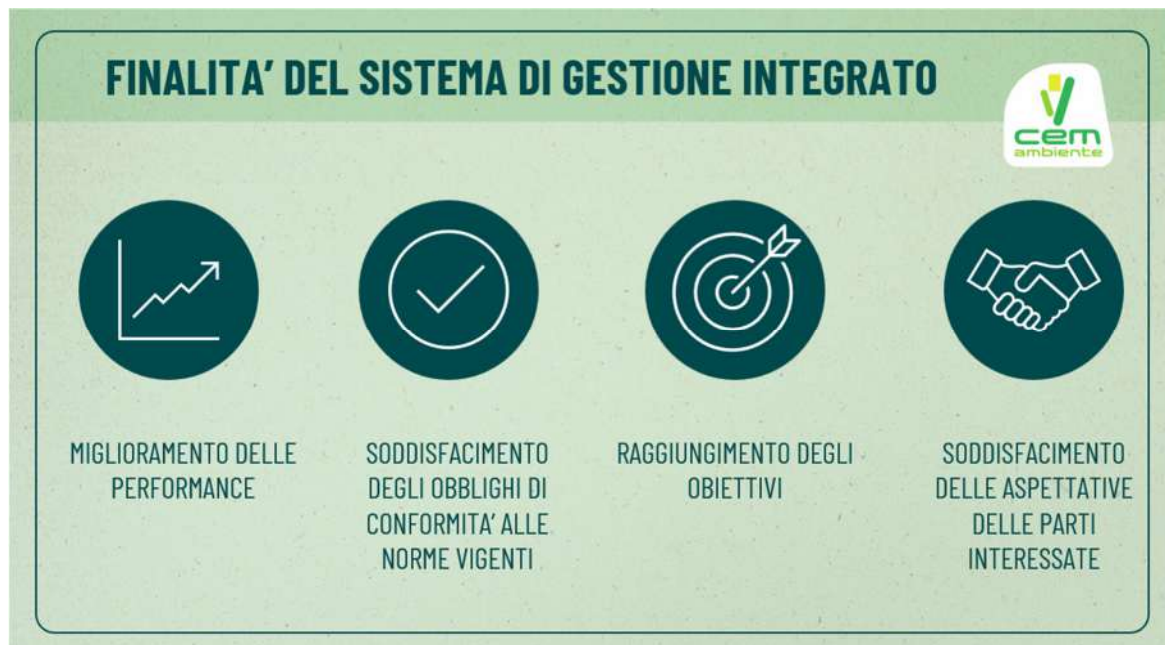 FINALITA’ DEL SISTEMA DI GESTIONE INTEGRATO
cem
ambiente
MIGLIORAMENTO DELLE
PERFORMANCE
SODDISFACIMENTO
DEGLI OBBLIGHI DI
CONFORMITA’ ALLE
NORME VIGENTI
RAGGIUNGIMENTO DEGLI
OBIETTIVI
SODDISFACIMENTO
DELLE ASPETTATIVE
DELLE PARTI
INTERESSATE